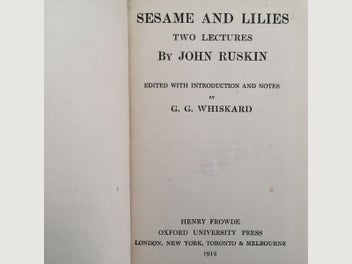 SESAME AND LILIES
TWO LECTURES
By JOHN RUSKIN
EDITED WITH INTRODUCTION AND NOTES
BY
G. G. WHISKARD
HENRY FROWDE
OXFORD UNIVERSITY PRESS
LONDON, NEW YORK, TORONTO & MELBOURNE
1912